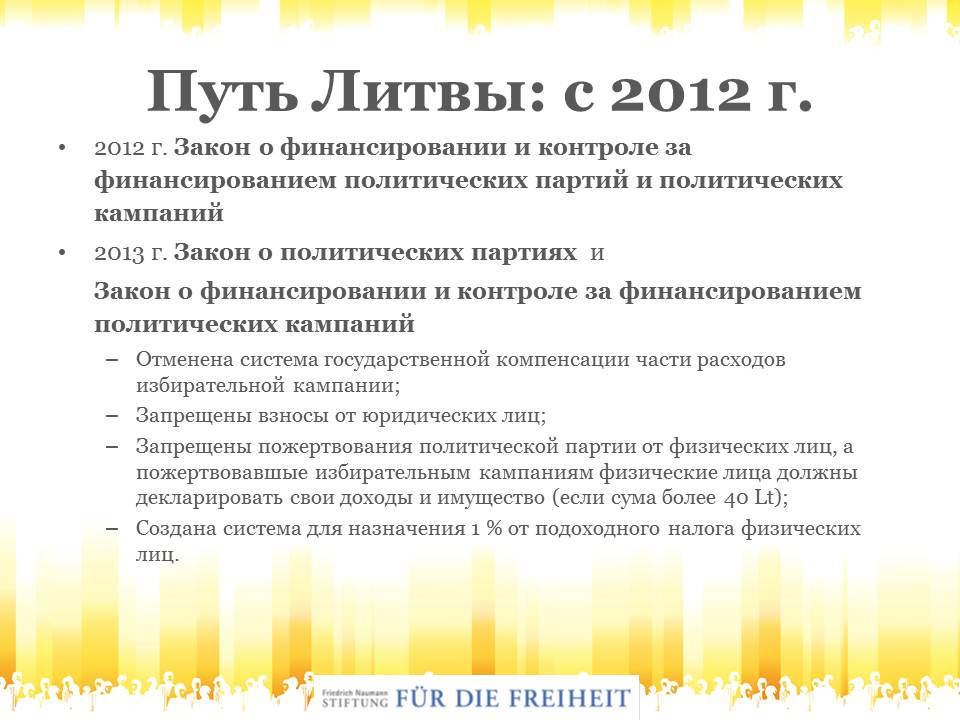 Путь Литвы: с 2012 г.
• 2012 г. Закон о финансировании и контроле за
финансированием политических партий и политических
кампаний
• 2013 г. Закон о политических партиях и
Закон о финансировании и контроле за финансированием
политических кампаний
– Отменена система государственной компенсации части расходов
избирательной кампании;
– Запрещены взносы от юридических лиц;
– Запрещены пожертвования политической партии от физических лиц, а
пожертвовавшые избирательным кампаниям физические лица должны
декларировать свои доходы и имущество (если сума более 40 Lt);
– Создана система для назначения 1 % от подоходного налога физических
лиц.
Friedrich Naumann
STIFTUNG FÜR DIE FREIHEIT